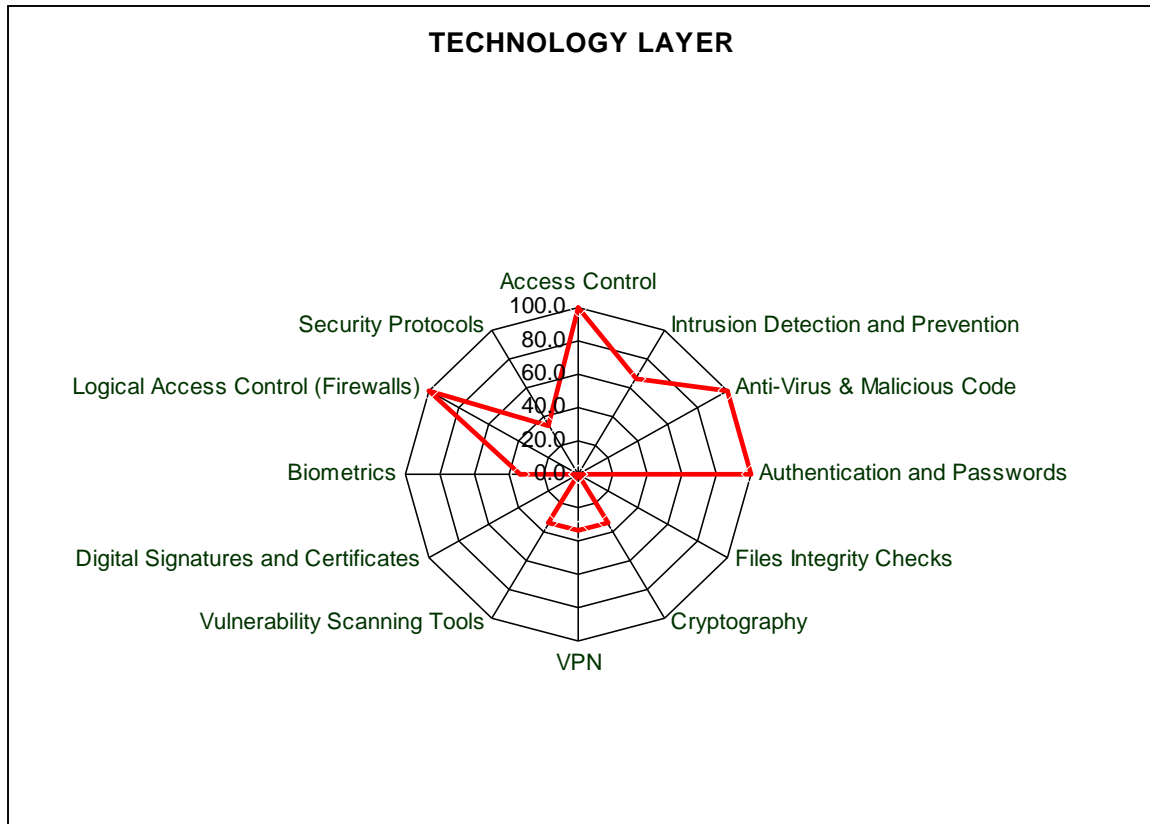 TECHNOLOGY LAYER
Access Control
100.0
Security Protocols
Intrusion Detection and Prevention
80.0
Logical Access Control (Firewalls)
60.0
Anti-Virus & Malicious Code
40.0
20.0
Biometrics
0.0
Authentication and Passwords
Digital Signatures and Certificates
Files Integrity Checks
Vulnerability Scanning Tools
Cryptography
VPN